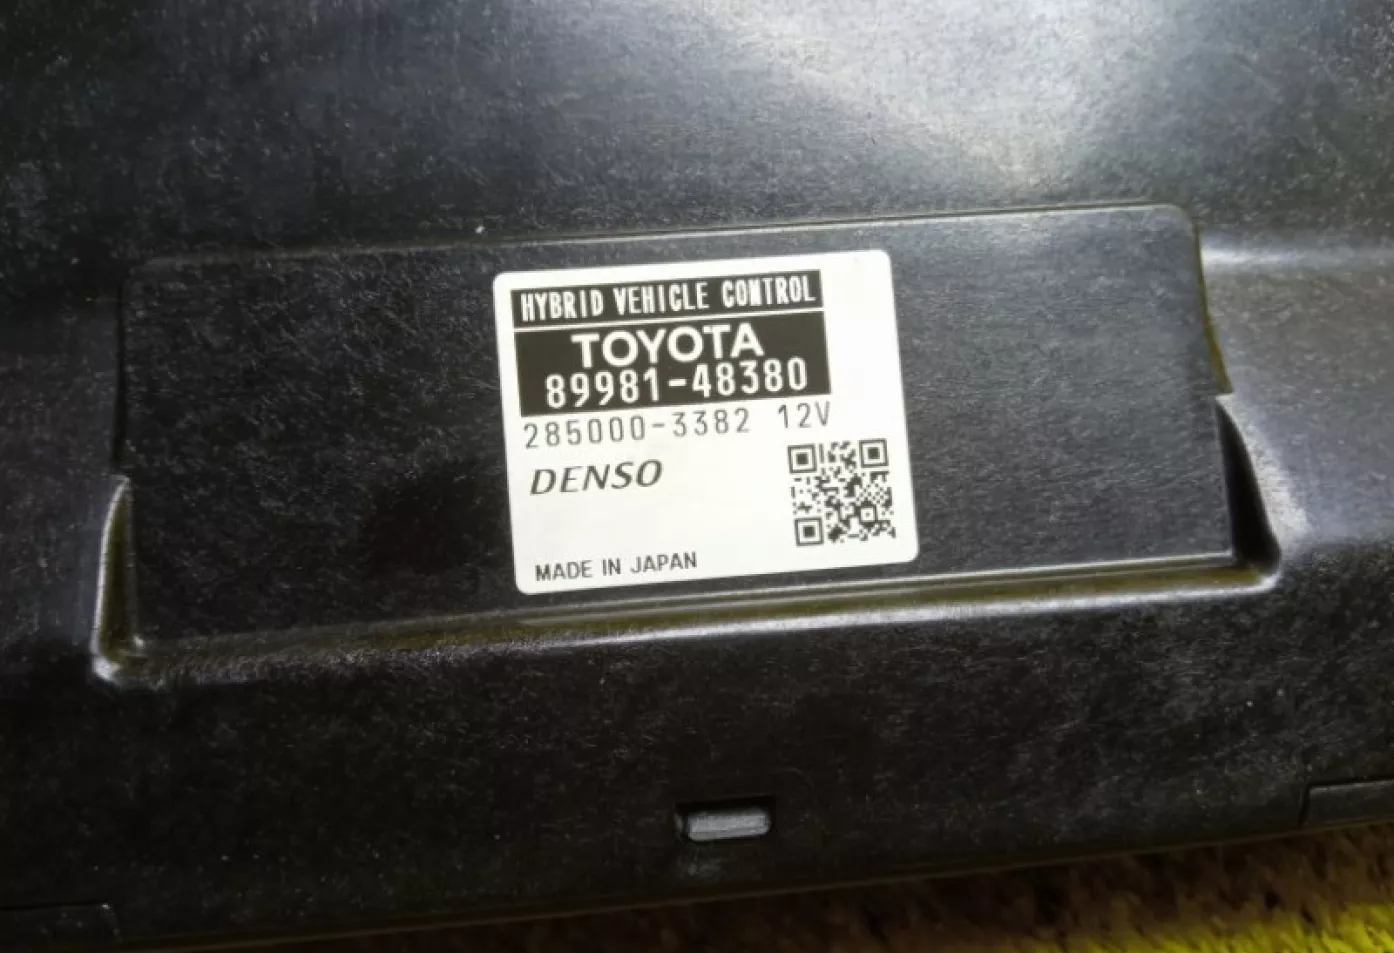 HYBRID VEHICLE CONTROL
TOYOTA
89981-48380
285000-3382 12V
DENSO
MADE IN JAPAN